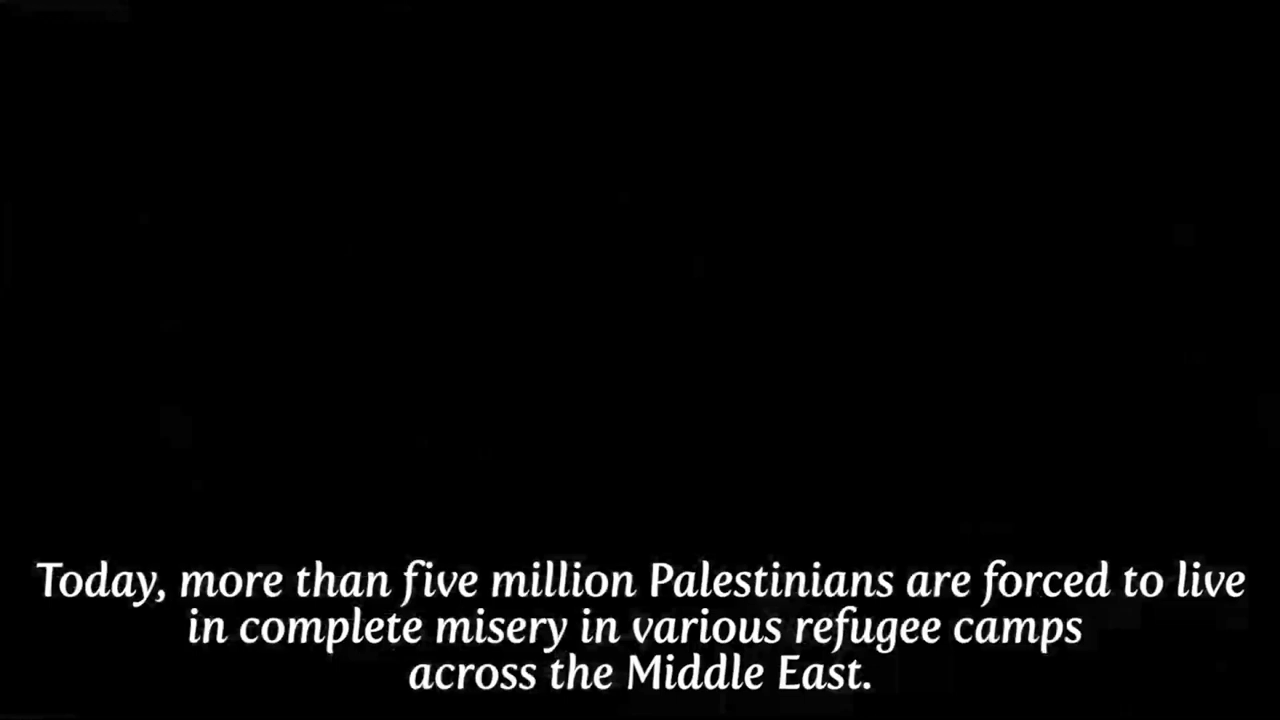 Today, more than five million Palestinians are forced to live
in complete misery in various refugee camps
across the Middle East.